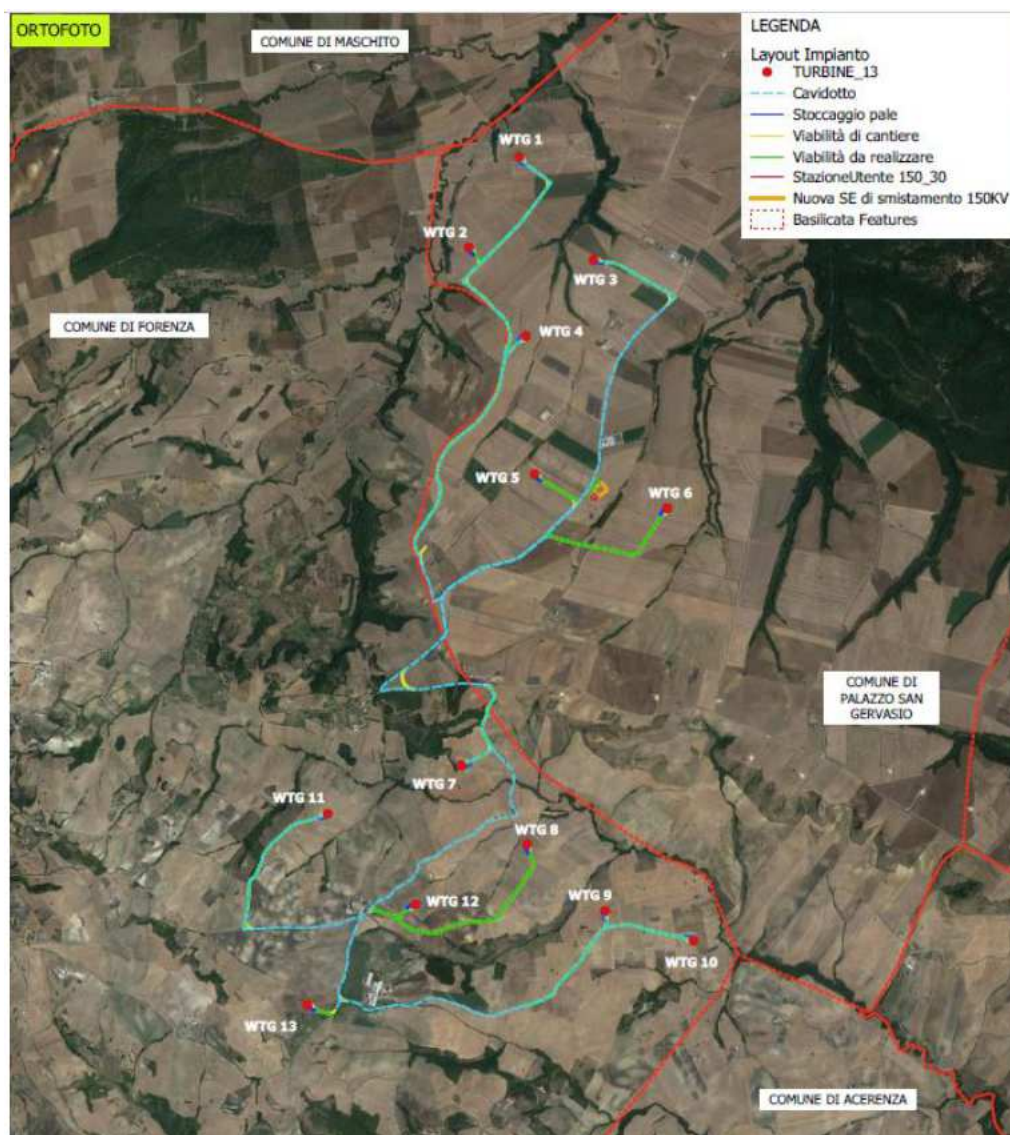 ORTOFOTO
COMUNE DI MASCHITO
LEGENDA
Layout Impianto
TURBINE_13
Cavidotto
Stoccaggio pale
Viabilità di cantiere
Viabilità da realizzare
StazioneUtente 150_30
Nuova SE di smistamento 150KV
Basilicata Features
WTG 1
WTG 2
WTG 3
COMUNE DI FORENZA
WTG 4
WTG 5
WTG 6
COMUNE DI
PALAZZO SAN
GERVASIO
WTG 7
WTG 11
WTG 8
WTG 12
WTG 9
WTG 10
WTG 13
COMUNE DI ACERENZA